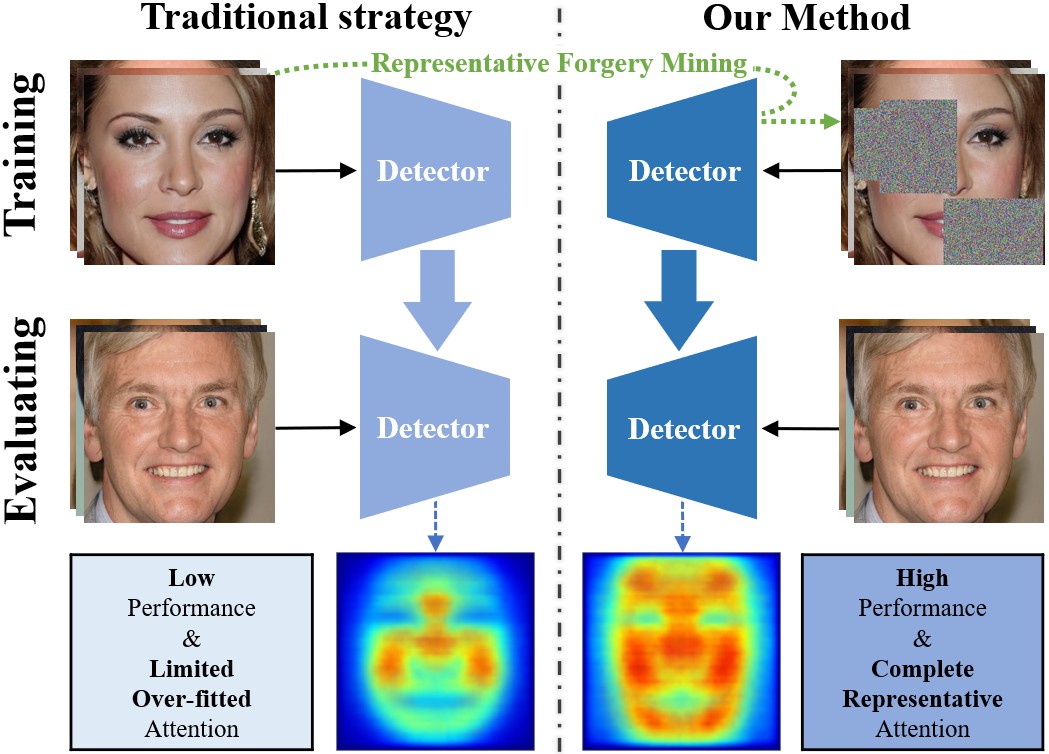 Traditional strategy
Our Method
Representative Forgery Mining
Training
Detector
Detector
Evaluating
Detector
Detector
Low
Performance
&
Limited
Over-fitted
Attention
High
Performance
&
Complete
Representative
Attention